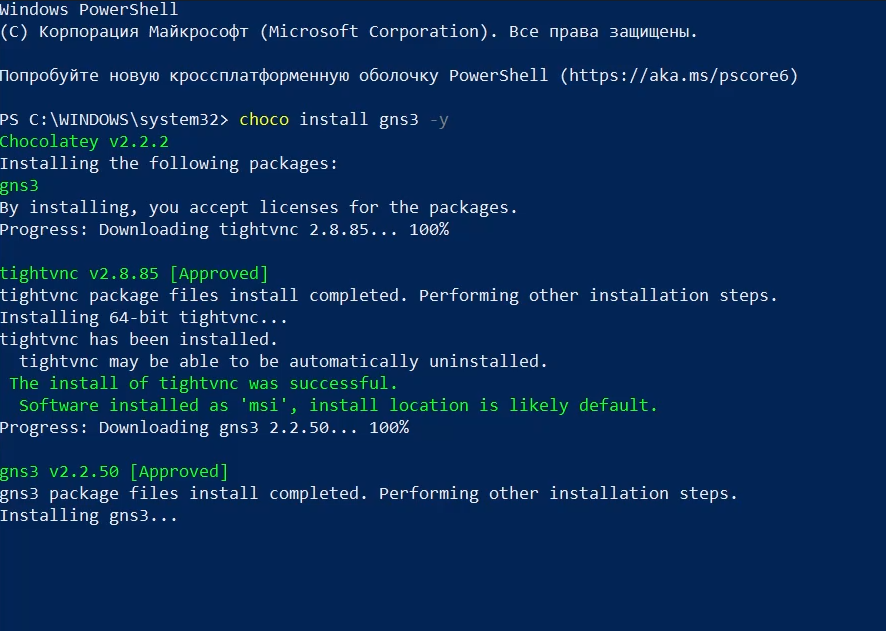 Windows PowerShell
(C) Корпорация Майкрософт (Microsoft Corporation). Все права защищены.
Попробуйте новую кроссплатформенную оболочку PowerShell (https://aka.ms/pscore6)
PS C:\WINDOWS\system32> choco install gns3 -y
Chocolatey v2.2.2
Installing the following packages:
gns3
By installing, you accept licenses for the packages.
Progress: Downloading tightvnc 2.8.85... 100%
tightvnc v2.8.85 [Approved]
tightvnc package files install completed. Performing other installation steps.
Installing 64-bit tightvnc...
tightvnc has been installed.
  tightvnc may be able to be automatically uninstalled.
 The install of tightvnc was successful.
  Software installed as 'msi', install location is likely default.
Progress: Downloading gns3 2.2.50... 100%
gns3 v2.2.50 [Approved]
gns3 package files install completed. Performing other installation steps.
Installing gns3...